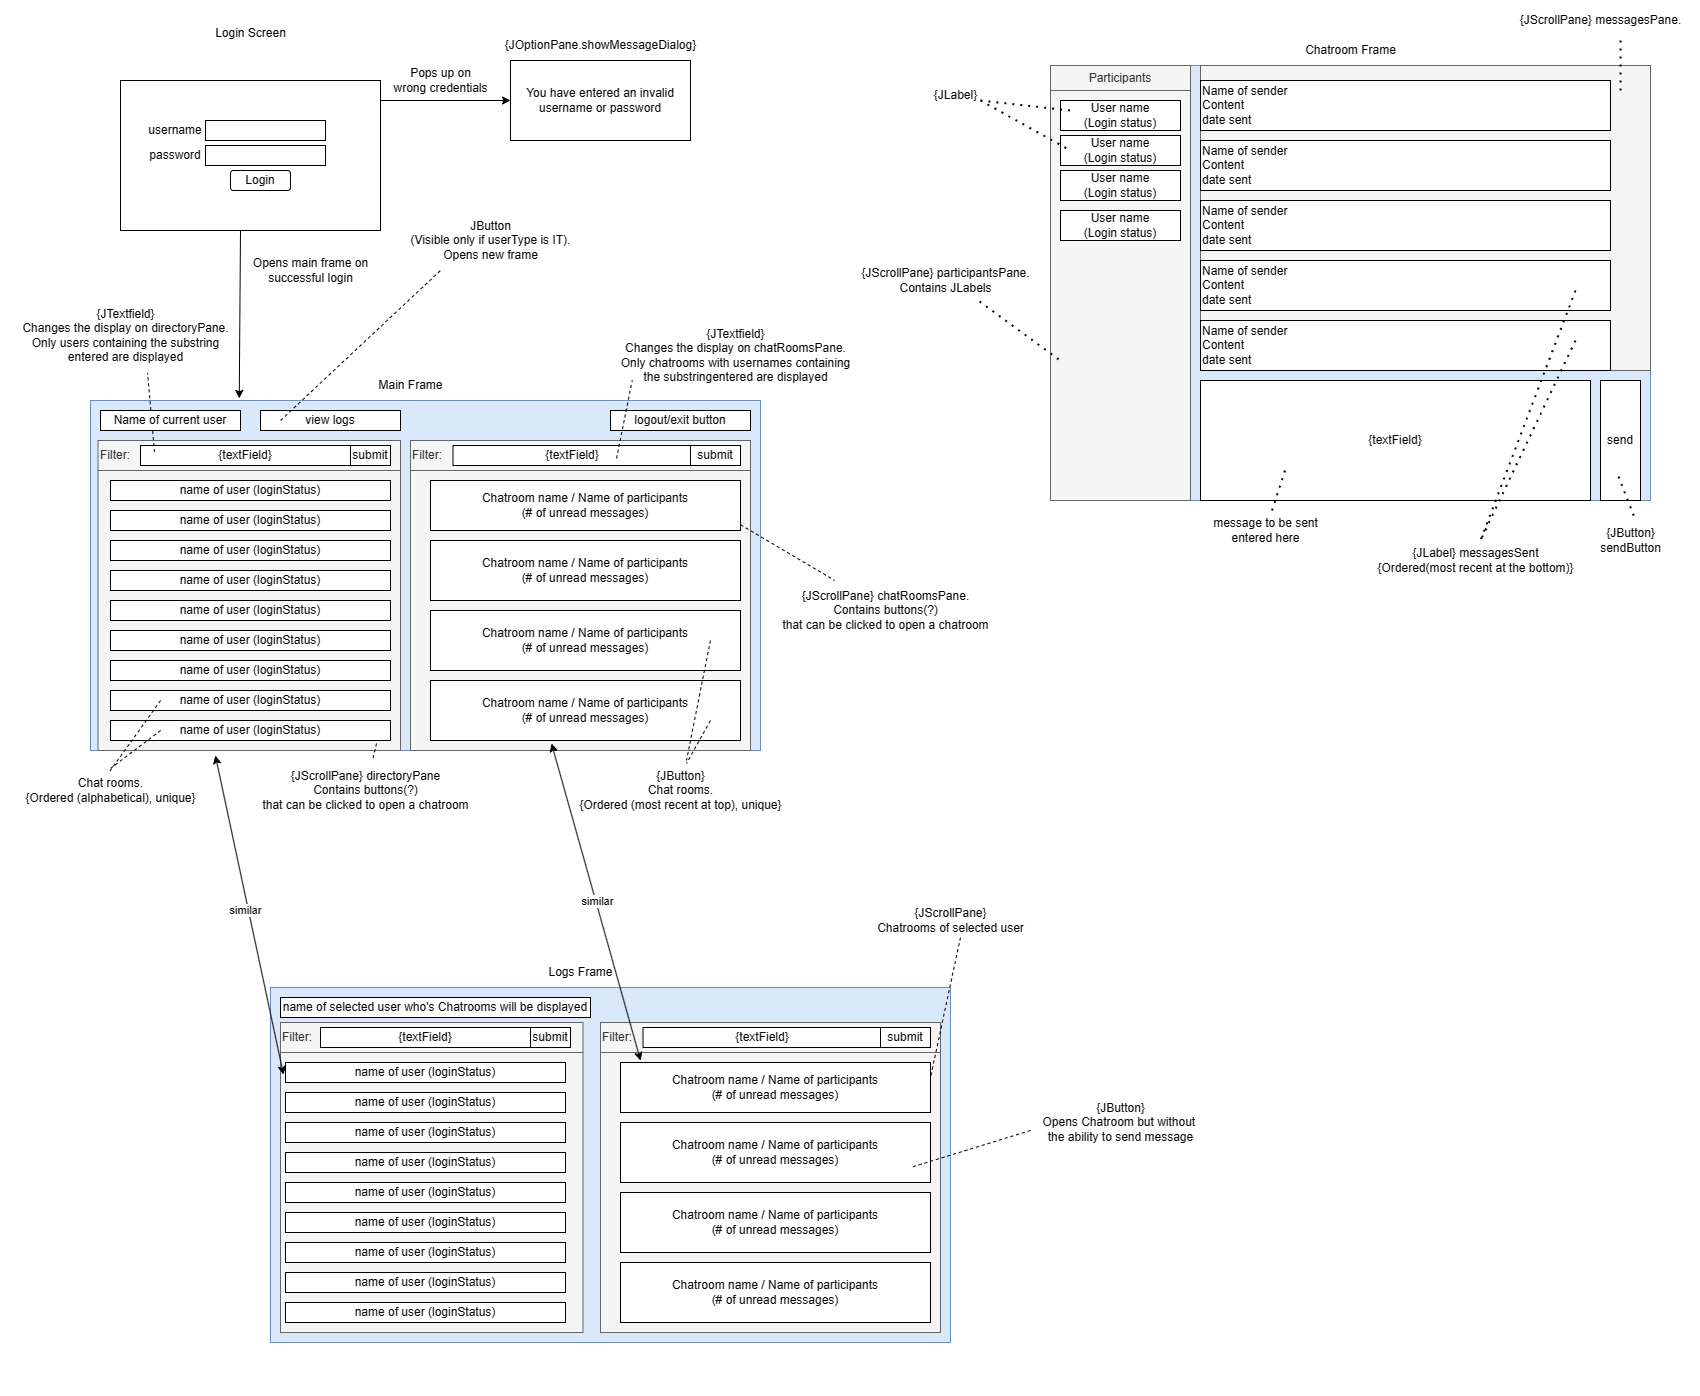 Login Screen
username
password
Login
Pops up on
wrong credentials
{JOptionPane.showMessageDialog}
You have entered an invalid
username or password
Opens main frame on
successful login
JButton
(Visible only if userType is IT).
Opens new frame
{JTextfield}
Changes the display on directoryPane.
Only users containing the substring
entered are displayed
{JTextfield}
Changes the display on chatRoomsPane.
Only chatrooms with usernames containing
the substringentered are displayed
Main Frame
Name of current user
view logs
logout/exit button
Filter:
{textField}
submit
Filter:
{textField}
submit
name of user (loginStatus)
name of user (loginStatus)
name of user (loginStatus)
name of user (loginStatus)
name of user (loginStatus)
name of user (loginStatus)
name of user (loginStatus)
name of user (loginStatus)
name of user (loginStatus)
Chatroom name / Name of participants
(# of unread messages)
Chatroom name / Name of participants
(# of unread messages)
Chatroom name / Name of participants
(# of unread messages)
Chatroom name / Name of participants
(# of unread messages)
{JScrollPane} chatRoomsPane.
Contains buttons(?)
that can be clicked to open a chatroom
Chat rooms.
{Ordered (alphabetical), unique}
{JScrollPane} directoryPane
Contains buttons(?)
that can be clicked to open a chatroom
{JButton}
Chat rooms.
{Ordered (most recent at top), unique}
similar
similar
{JScrollPane} messagesPane.
Chatroom Frame
{JLabel}
Participants
User name
(Login status)
User name
(Login status)
User name
(Login status)
User name
(Login status)
{JScrollPane} participantsPane.
Contains JLabels
Name of sender
Content
date sent
Name of sender
Content
date sent
Name of sender
Content
date sent
Name of sender
Content
date sent
Name of sender
Content
date sent
{textField}
send
message to be sent
entered here
{JLabel} messagesSent
{Ordered(most recent at the bottom)}
{JButton}
sendButton
{JScrollPane}
Chatrooms of selected user
Logs Frame
name of selected user who's Chatrooms will be displayed
Filter:
{textField}
submit
Filter:
{textField}
submit
name of user (loginStatus)
name of user (loginStatus)
name of user (loginStatus)
name of user (loginStatus)
name of user (loginStatus)
name of user (loginStatus)
name of user (loginStatus)
name of user (loginStatus)
name of user (loginStatus)
Chatroom name / Name of participants
(# of unread messages)
Chatroom name / Name of participants
(# of unread messages)
Chatroom name / Name of participants
(# of unread messages)
Chatroom name / Name of participants
(# of unread messages)
{JButton}
Opens Chatroom but without
the ability to send message